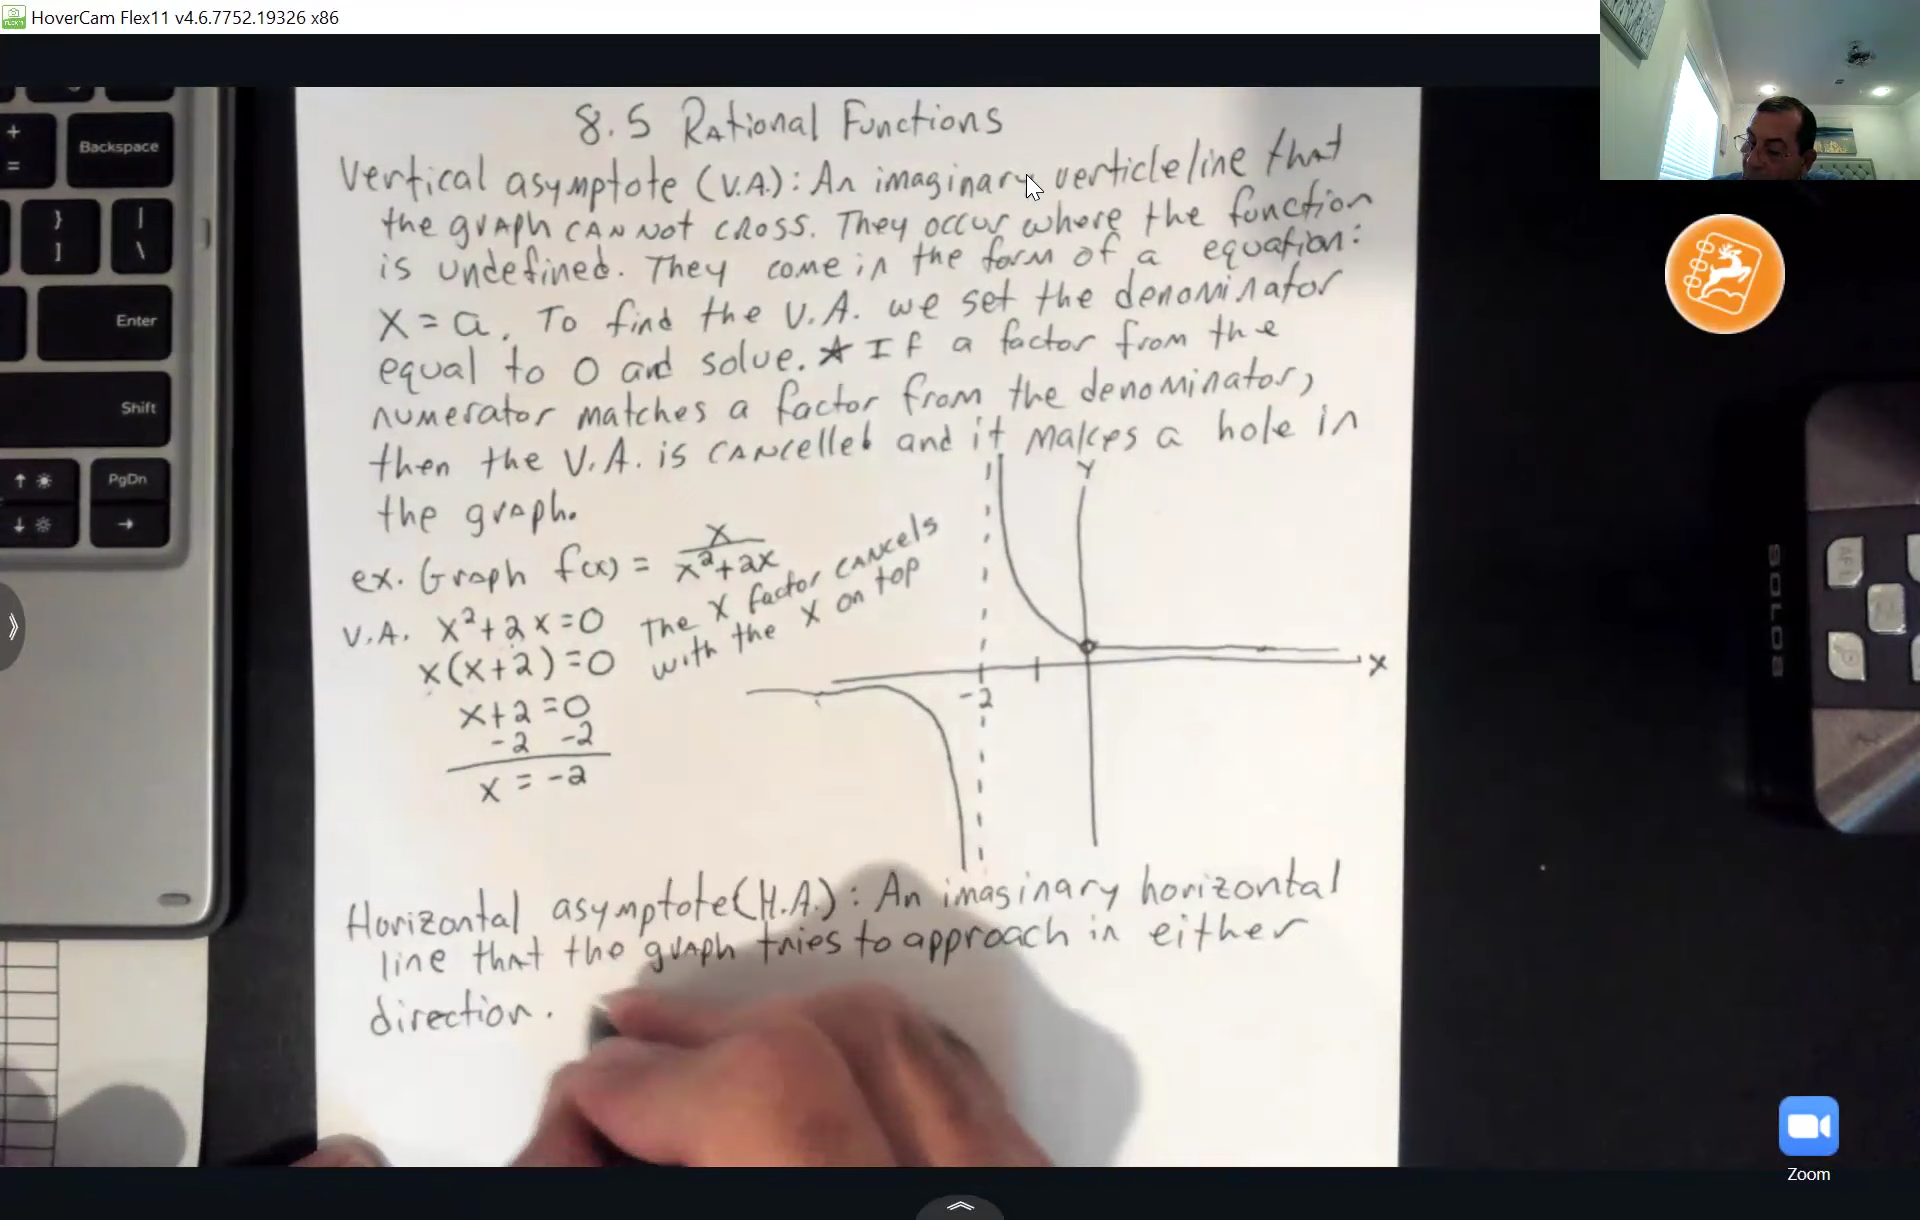 HoverCam Flex11 v4.6.7752.19326 x86
8.5 Rational Functions
Vertical asymptote (V.A.): An imaginary verticle line that
the graph cannot cross. They occur where the function
is undefined. They come in the form of a equation:
x = a. To find the V.A. we set the denominator
equal to 0 and solve. ★ If a factor from the
numerator matches a factor from the denominator,
then the V.A. is cancelled and it makes a hole in
the graph.
ex. Graph f(x) = x / x²+2x
The x factor cancels
with the x on top
V.A. x²+2x=0
x(x+2)=0
x+2=0
-2 -2
x = -2
Y
X
-2
Horizontal asymptote (H.A.): An imaginary horizontal
line that the graph tries to approach in either
direction.
+
=
Backspace
}
]
|
\
Enter
Shift
PgDn
↑
↓
→
SOLO8
Zoom